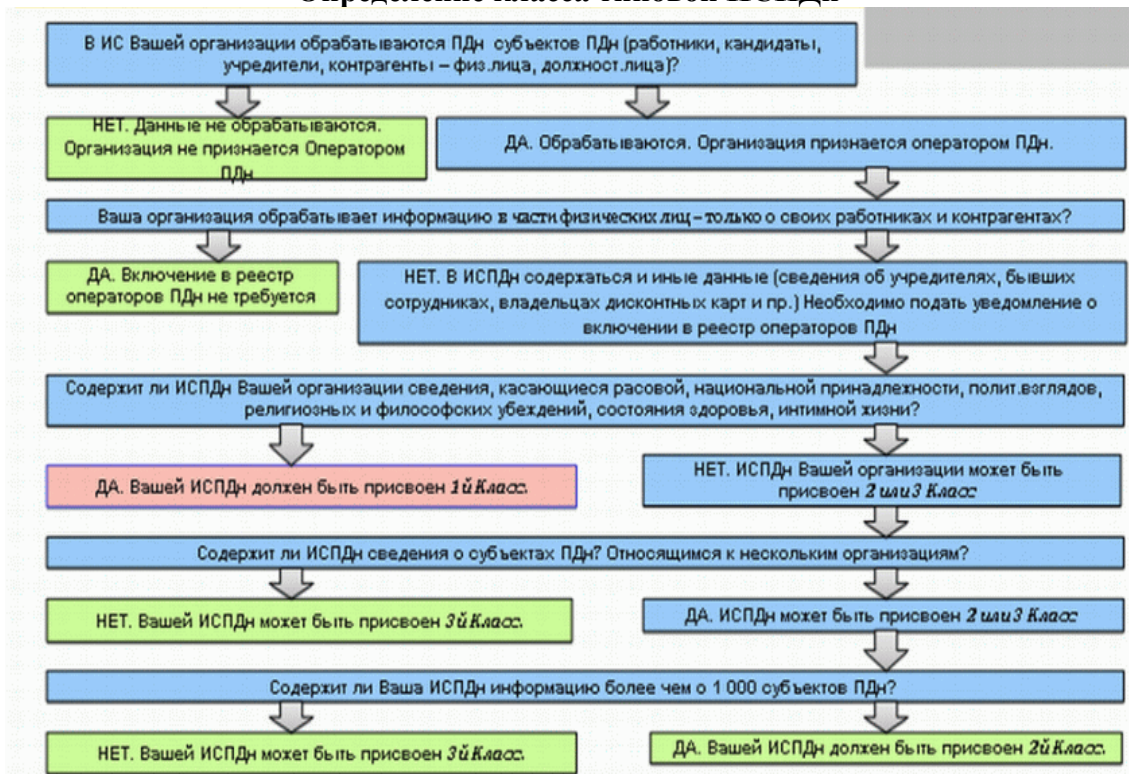 Определение класса типовой ИСПДн
В ИС Вашей организации обрабатываются ПДн субъектов ПДн (работники, кандидаты,
учредители, контрагенты – физ.лица, должност.лица)?
НЕТ. Данные не обрабатываются.
Организация не признается Оператором
ПДн
ДА. Обрабатываются. Организация признается оператором ПДн.
Ваша организация обрабатывает информацию в части физических лиц – только о своих работниках и контрагентах?
ДА. Включение в реестр
операторов ПДн не требуется
НЕТ. В ИСПДн содержаться и иные данные (сведения об учредителях, бывших
сотрудниках, владельцах дисконтных карт и пр.) Необходимо подать уведомление о
включении в реестр операторов ПДн
Содержит ли ИСПДн Вашей организации сведения, касающиеся расовой, национальной принадлежности, полит.взглядов,
религиозных и философских убеждений, состояния здоровья, интимной жизни?
ДА. Вашей ИСПДн должен быть присвоен 1й Класс.
НЕТ. ИСПДн Вашей организации может быть
присвоен 2 или 3 Класс
Содержит ли ИСПДн сведения о субъектах ПДн? Относящимся к нескольким организациям?
НЕТ. Вашей ИСПДн может быть присвоен 3й Класс.
ДА. ИСПДн может быть присвоен 2 или 3 Класс
Содержит ли Ваша ИСПДн информацию более чем о 1 000 субъектов ПДн?
НЕТ. Вашей ИСПДн может быть присвоен 3й Класс.
ДА. Вашей ИСПДн должен быть присвоен 2й Класс.